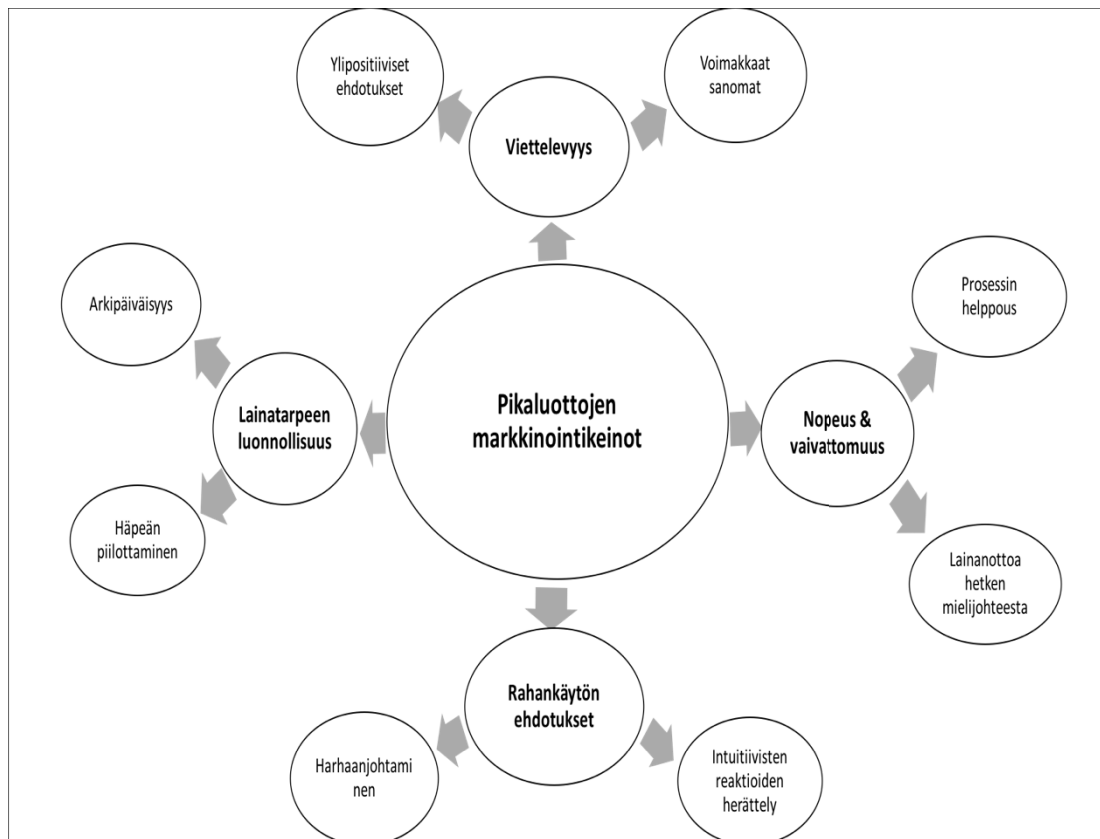 Ylipositiiviset
ehdotukset
Voimakkaat
sanomat
Viettelevyys
Arkipäiväisyys
Prosessin
helppous
Lainatarpeen
luonnollisuus
Pikaluottojen
markkinointikeinot
Nopeus &
vaivattomuus
Häpeän
piilottaminen
Lainanottoa
hetken
mielijohteesta
Rahankäytön
ehdotukset
Harhaanjohtami
nen
Intuitiivisten
reaktioiden
herättely